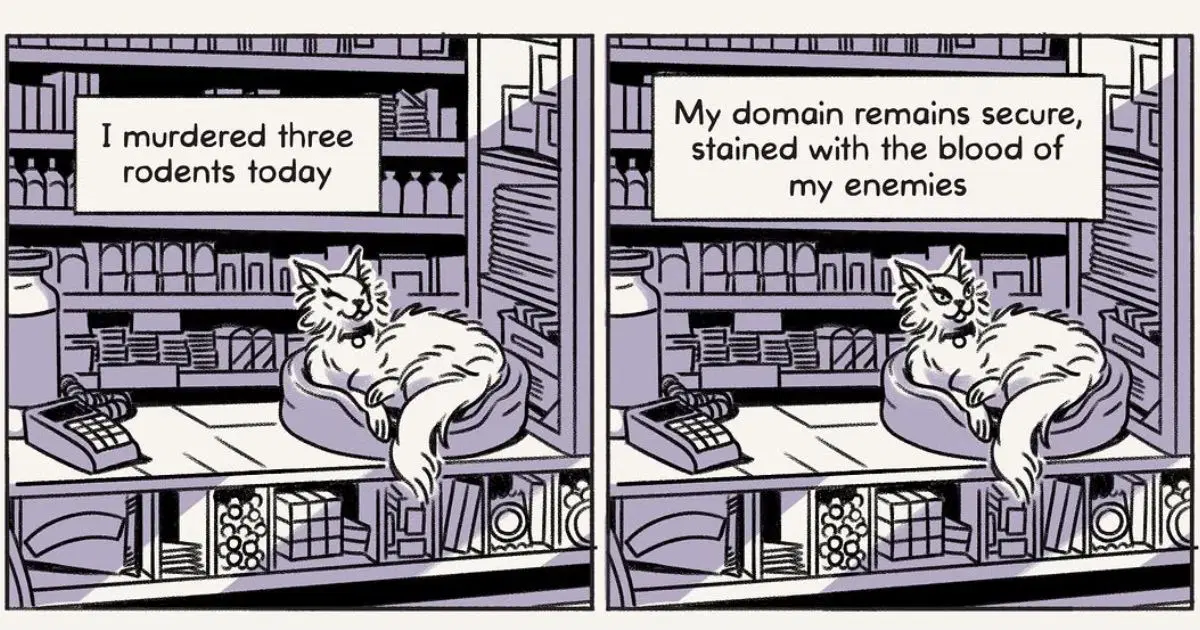 I murdered three
rodents today
My domain remains secure,
stained with the blood of
my enemies